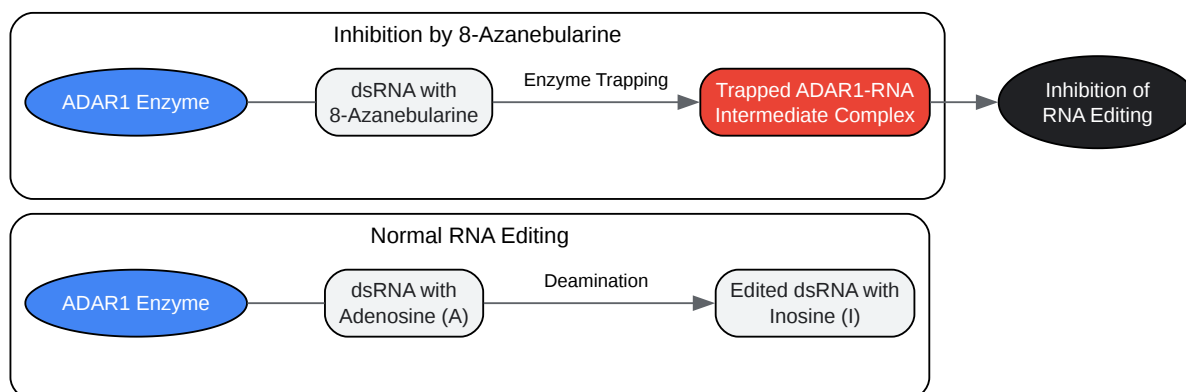 Inhibition by 8-Azanebularine
ADAR1 Enzyme
dsRNA with
8-Azanebularine
Enzyme Trapping
Trapped ADAR1-RNA
Intermediate Complex
Inhibition of
RNA Editing
Normal RNA Editing
ADAR1 Enzyme
dsRNA with
Adenosine (A)
Deamination
Edited dsRNA with
Inosine (I)